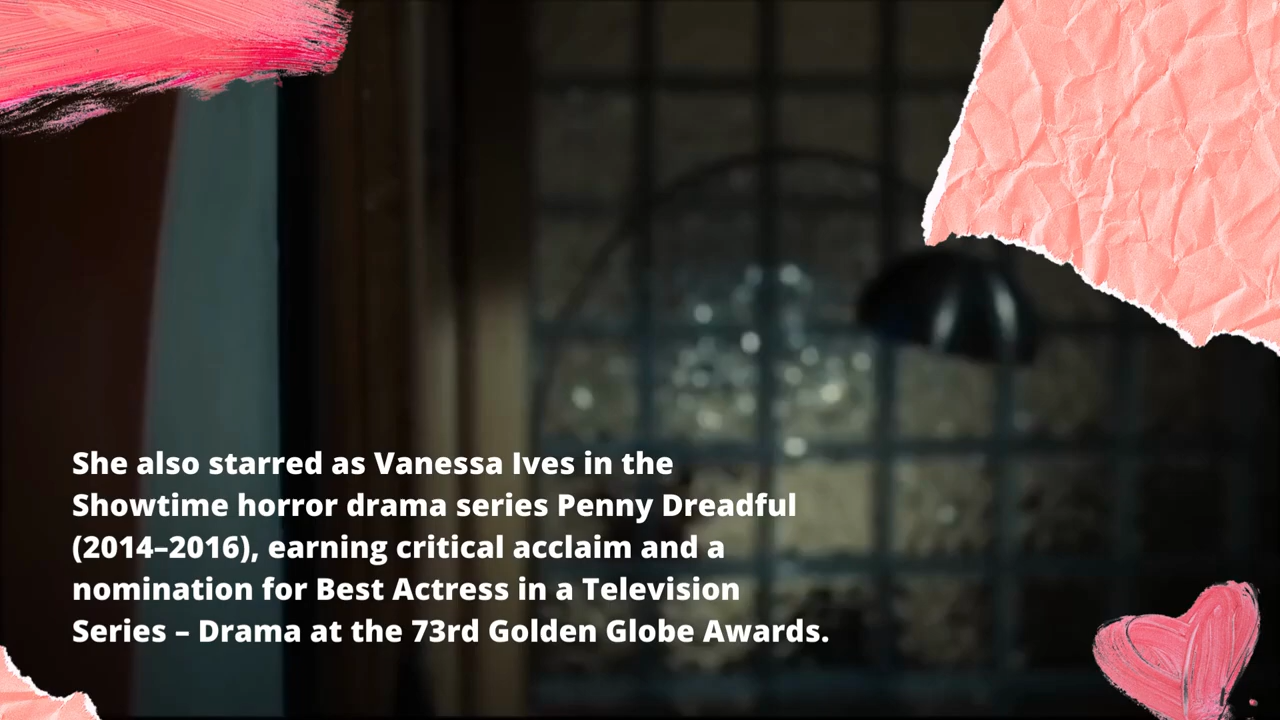 She also starred as Vanessa Ives in the
Showtime horror drama series Penny Dreadful
(2014–2016), earning critical acclaim and a
nomination for Best Actress in a Television
Series – Drama at the 73rd Golden Globe Awards.